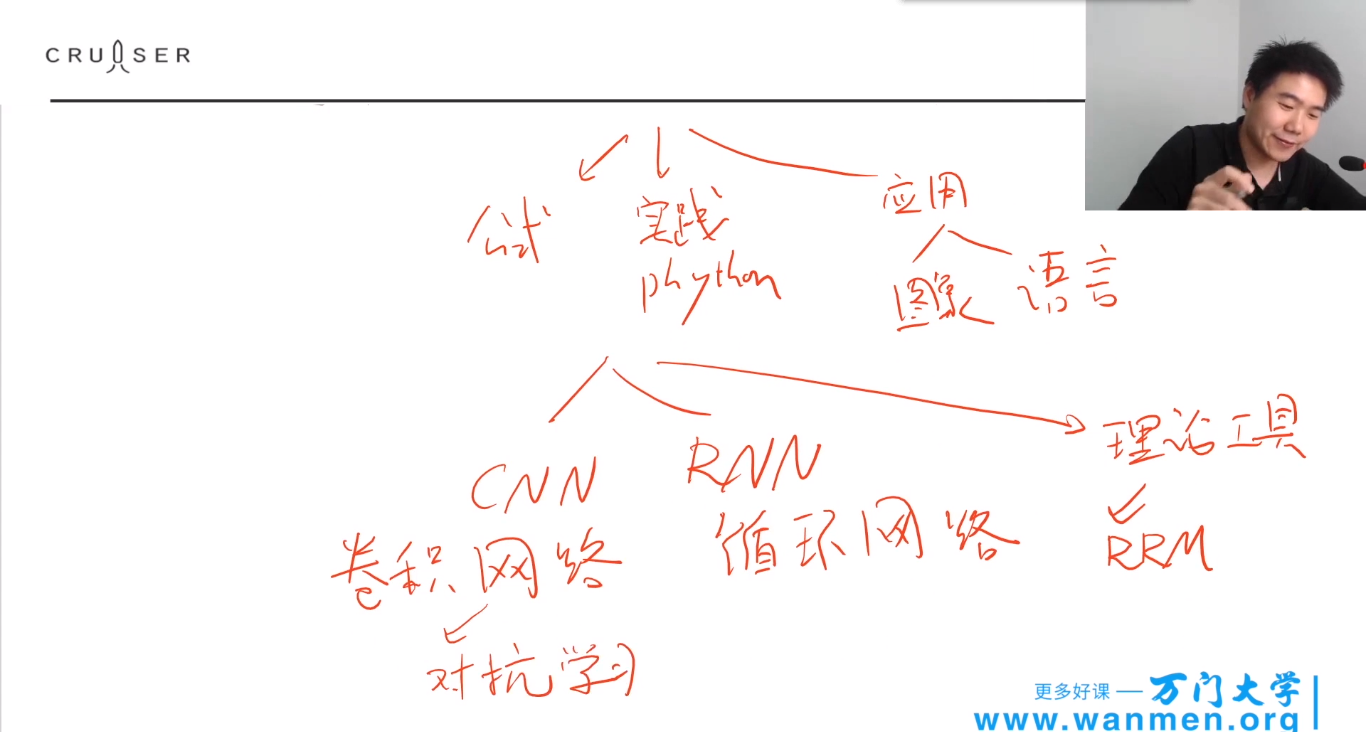 CRUISER
公式
实践
phython
应用
图象
语言
CNN
卷积网络
对抗学习
RNN
循环网络
理论工具
RRM
更多好课 — 万门大学
www.wanmen.org